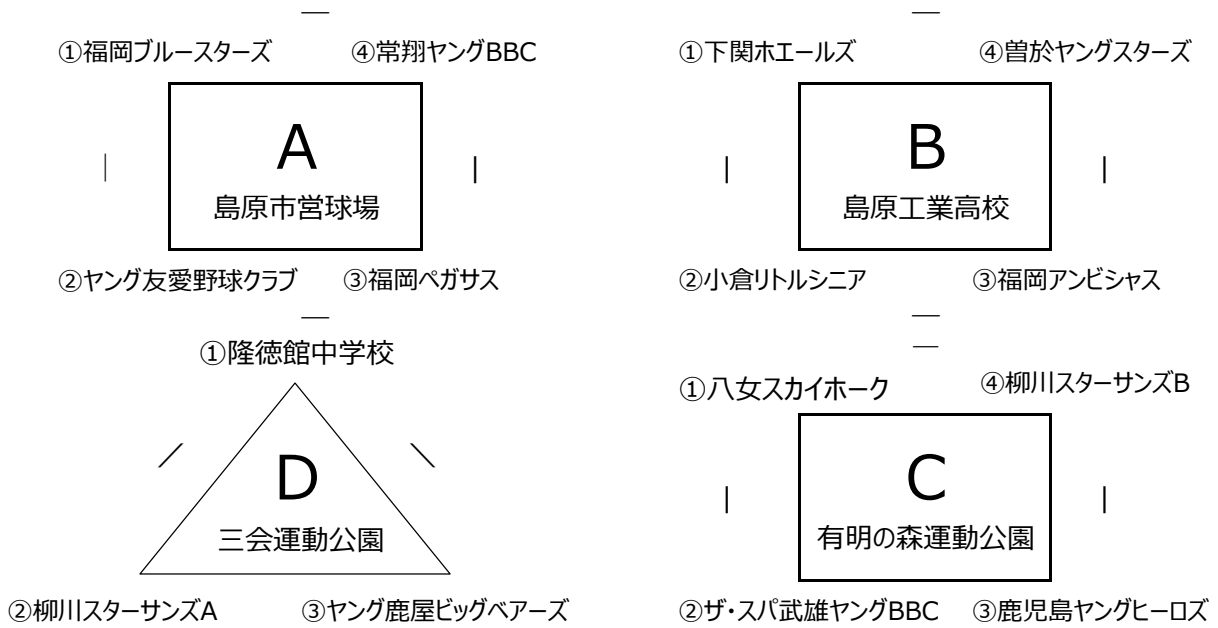 ①福岡ブルースターズ ④常翔ヤングBBC
A
島原市営球場
②ヤング友愛野球クラブ ③福岡ペガサス
①下関ホエールズ ④曽於ヤングスターズ
B
島原工業高校
②小倉リトルシニア ③福岡アンビシャス
①隆徳館中学校
D
三会運動公園
②柳川スターサンズA ③ヤング鹿屋ビッグベアーズ
①八女スカイホーク ④柳川スターサンズB
C
有明の森運動公園
②ザ・スパ武雄ヤングBBC ③鹿児島ヤングヒーロズ